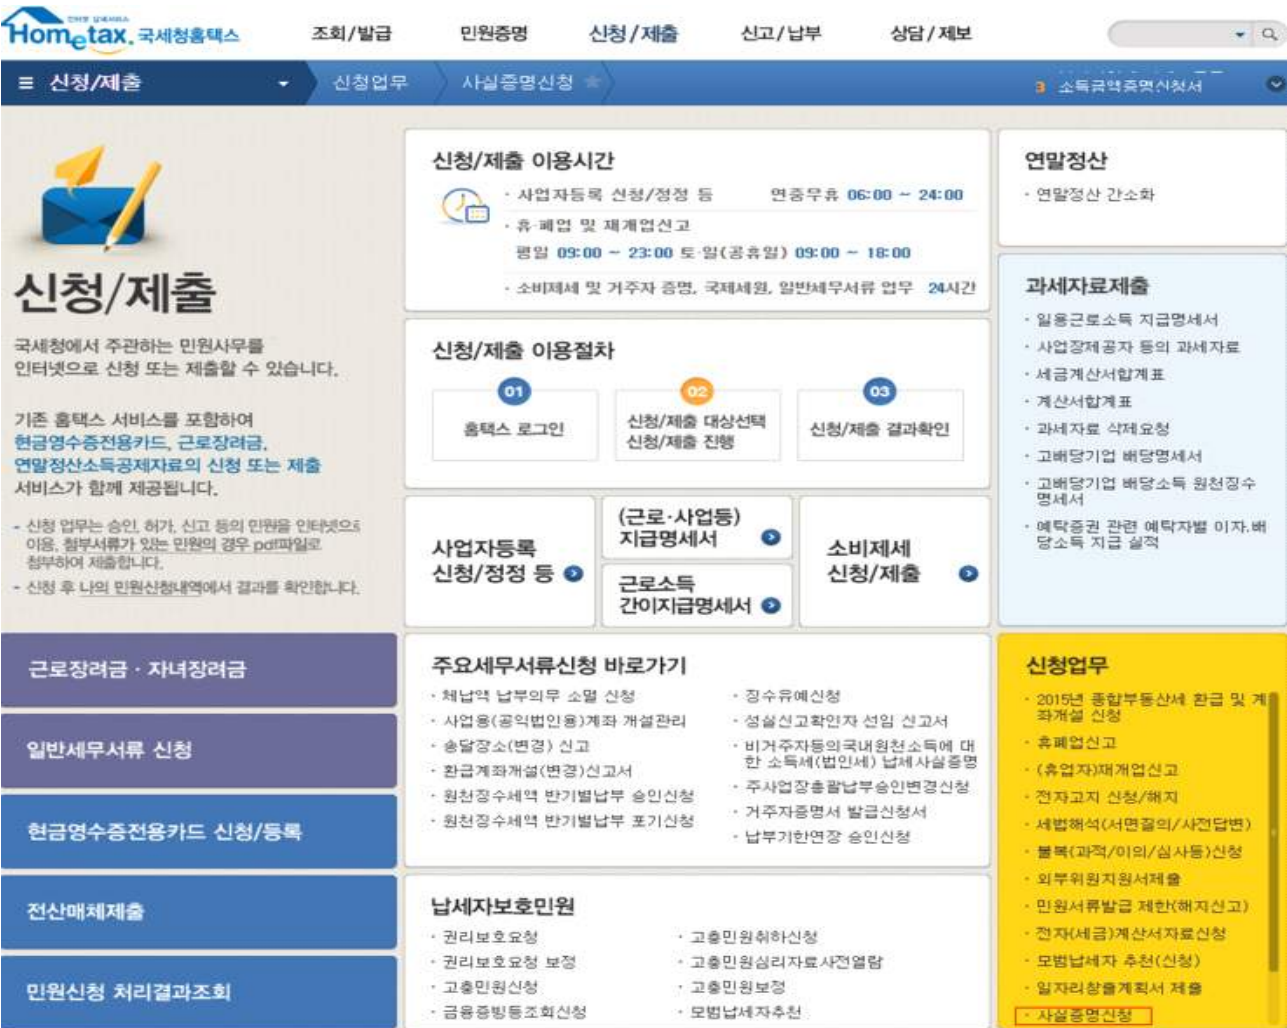 인터넷 납세서비스
Hometax. 국세청홈택스
조회/발급
민원증명
신청/제출
신고/납부
상담/제보
신청/제출
신청업무
사실증명신청
3 소득금액증명신청서
신청/제출
국세청에서 주관하는 민원사무를
인터넷으로 신청 또는 제출할 수 있습니다.
기존 홈택스 서비스를 포함하여
현금영수증전용카드, 근로장려금,
연말정산소득공제자료의 신청 또는 제출
서비스가 함께 제공됩니다.
- 신청 업무는 승인, 허가, 신고 등의 민원을 인터넷으로
이용, 첨부서류가 있는 민원의 경우 pdf파일로
첨부하여 제출합니다.
- 신청 후 나의 민원신청내역에서 결과를 확인합니다.
근로장려금 · 자녀장려금
일반세무서류 신청
현금영수증전용카드 신청/등록
전산매체제출
민원신청 처리결과조회
신청/제출 이용시간
· 사업자등록 신청/정정 등 연중무휴 06:00 ~ 24:00
· 휴·폐업 및 재개업신고
평일 09:00 ~ 23:00 토·일(공휴일) 09:00 ~ 18:00
· 소비제세 및 거주자 증명, 국제세원, 일반세무서류 업무 24시간
신청/제출 이용절차
01
홈택스 로그인
02
신청/제출 대상선택
신청/제출 진행
03
신청/제출 결과확인
사업자등록
신청/정정 등
(근로·사업등)
지급명세서
근로소득
간이지급명세서
소비제세
신청/제출
주요세무서류신청 바로가기
· 체납액 납부의무 소멸 신청
· 사업용(공익법인용)계좌 개설관리
· 송달장소(변경) 신고
· 환급계좌개설(변경)신고서
· 원천징수세액 반기별납부 승인신청
· 원천징수세액 반기별납부 포기신청
· 징수유예신청
· 성실신고확인자 선임 신고서
· 비거주자등의국내원천소득에 대
한 소득세(법인세) 납세사실증명
· 주사업장총괄납부승인변경신청
· 거주자증명서 발급신청서
· 납부기한연장 승인신청
납세자보호민원
· 권리보호요청
· 권리보호요청 보정
· 고충민원신청
· 금융증빙등조회신청
· 고충민원취하신청
· 고충민원심리자료사전열람
· 고충민원보정
· 모범납세자추천
연말정산
· 연말정산 간소화
과세자료제출
· 일용근로소득 지급명세서
· 사업장제공자 등의 과세자료
· 세금계산서합계표
· 계산서합계표
· 과세자료 삭제요청
· 고배당기업 배당명세서
· 고배당기업 배당소득 원천징수
명세서
· 예탁증권 관련 예탁자별 이자.배
당소득 지급 실적
신청업무
· 2015년 종합부동산세 환급 및 계
좌개설 신청
· 휴폐업신고
· (휴업자)재개업신고
· 전자고지 신청/해지
· 세법해석(서면질의/사전답변)
· 불복(과적/이의/심사등)신청
· 외부위원지원서제출
· 민원서류발급 제한(해지신고)
· 전자(세금)계산서자료신청
· 모범납세자 추천(신청)
· 일자리창출계획서 제출
· 사실증명신청